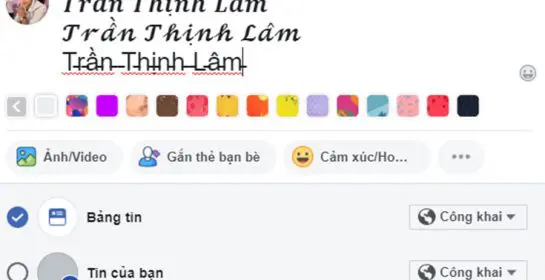 Trần Thịnh Lâm
Trần Thịnh Lâm
Trần Thịnh Lâm
Ảnh/Video
Gắn thẻ bạn bè
Cảm xúc/Ho...
Bảng tin
Công khai
Tin của bạn
Công khai